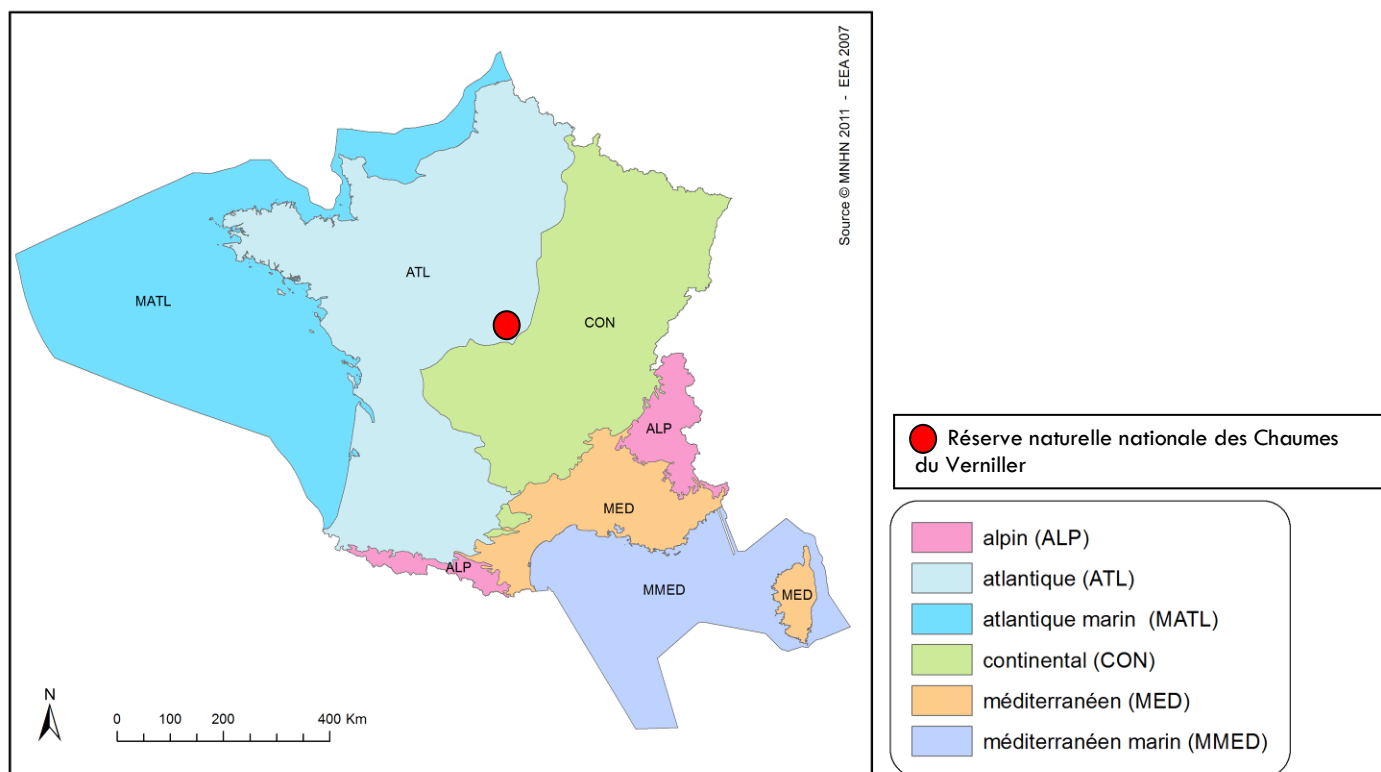 Source © MNHN 2011 - EEA 2007
ATL
MATL
CON
ALP
MED
ALP
MMED
MED
N
0 100 200 400 Km
Réserve naturelle nationale des Chaumes
du Verniller
alpin (ALP)
atlantique (ATL)
atlantique marin (MATL)
continental (CON)
méditerranéen (MED)
méditerranéen marin (MMED)